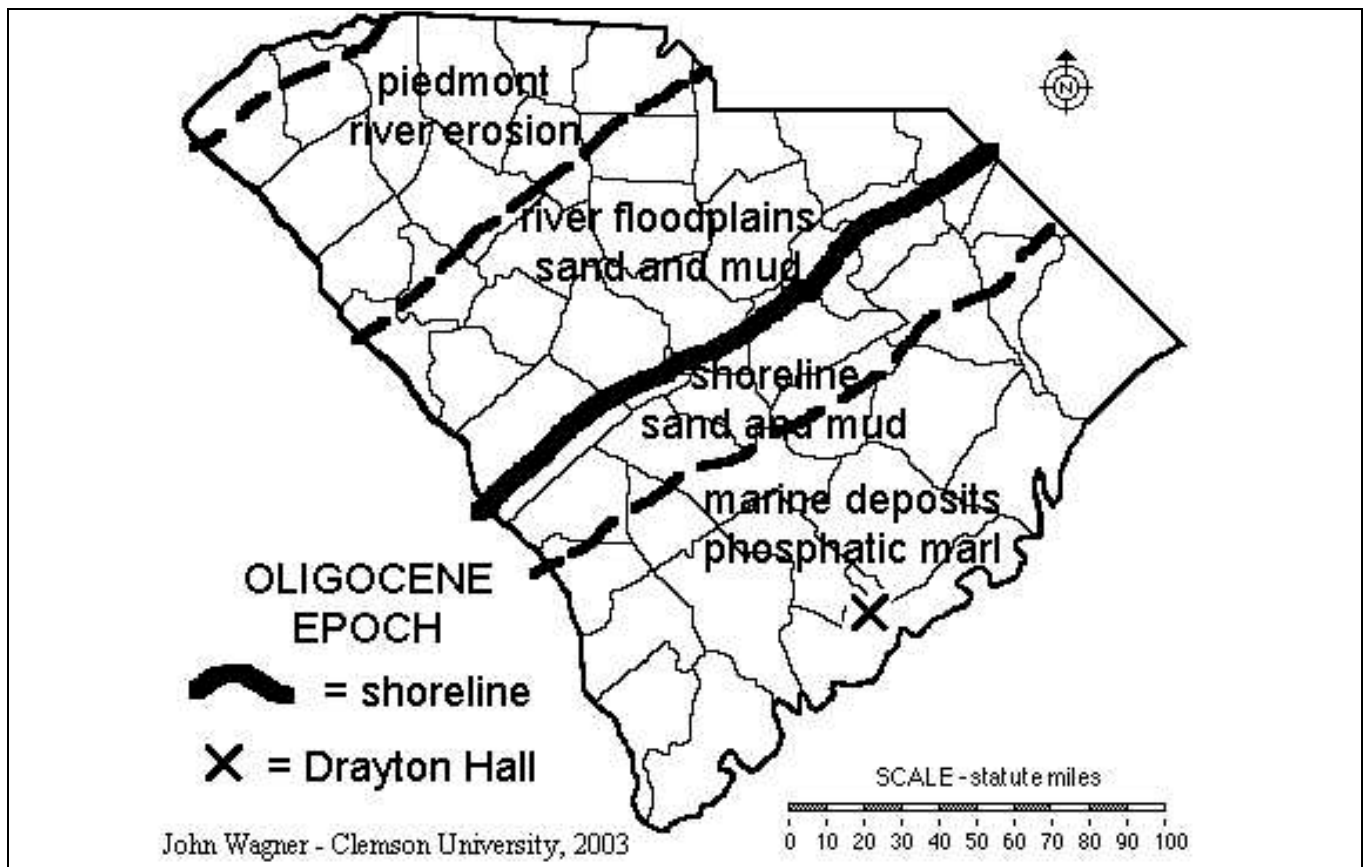 piedmont
river erosion
N
river floodplains
sand and mud
shoreline
sand and mud
marine deposits
phosphatic marl
OLIGOCENE
EPOCH
= shoreline
= Drayton Hall
SCALE - statute miles
0 10 20 30 40 50 60 70 80 90 100
John Wagner - Clemson University, 2003